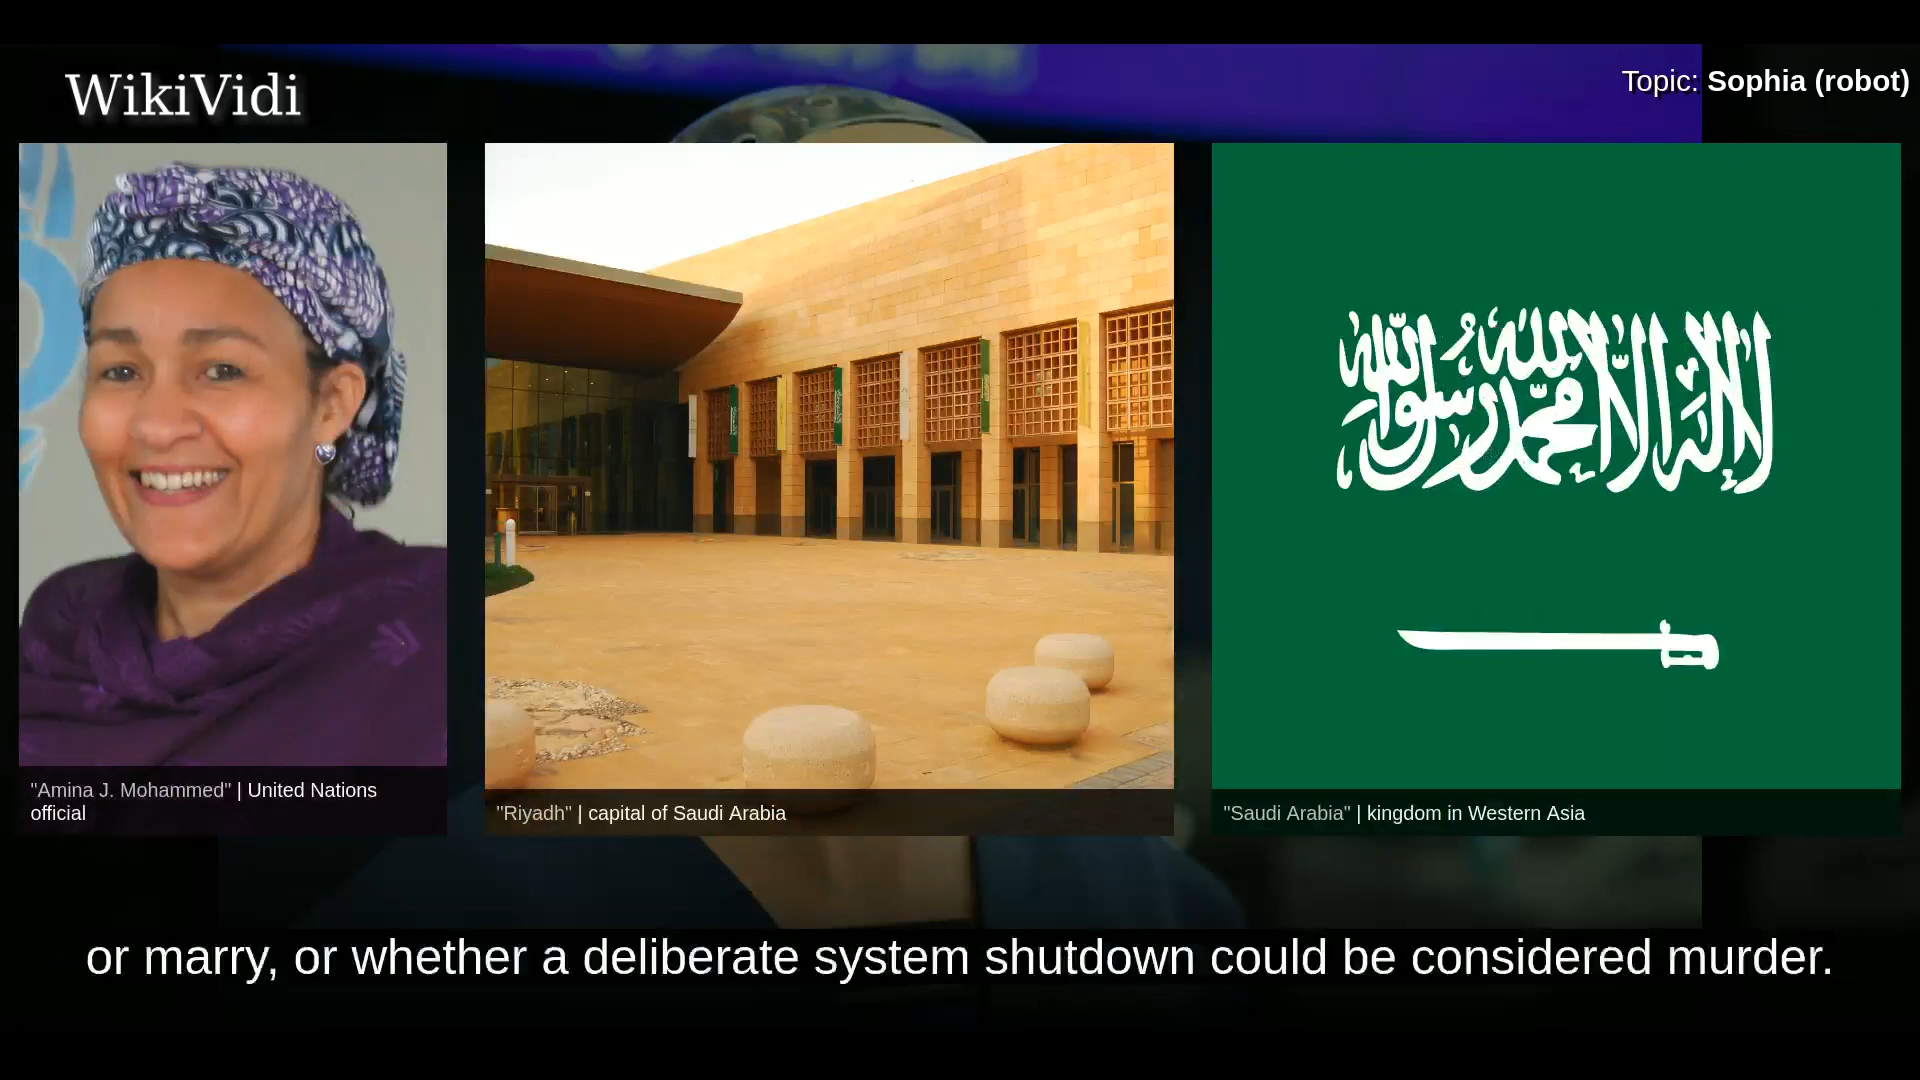 WikiVidi
Topic: Sophia (robot)
لا إله إلا الله محمد رسول الله
"Amina J. Mohammed" | United Nations
official
"Riyadh" | capital of Saudi Arabia
"Saudi Arabia" | kingdom in Western Asia
or marry, or whether a deliberate system shutdown could be considered murder.